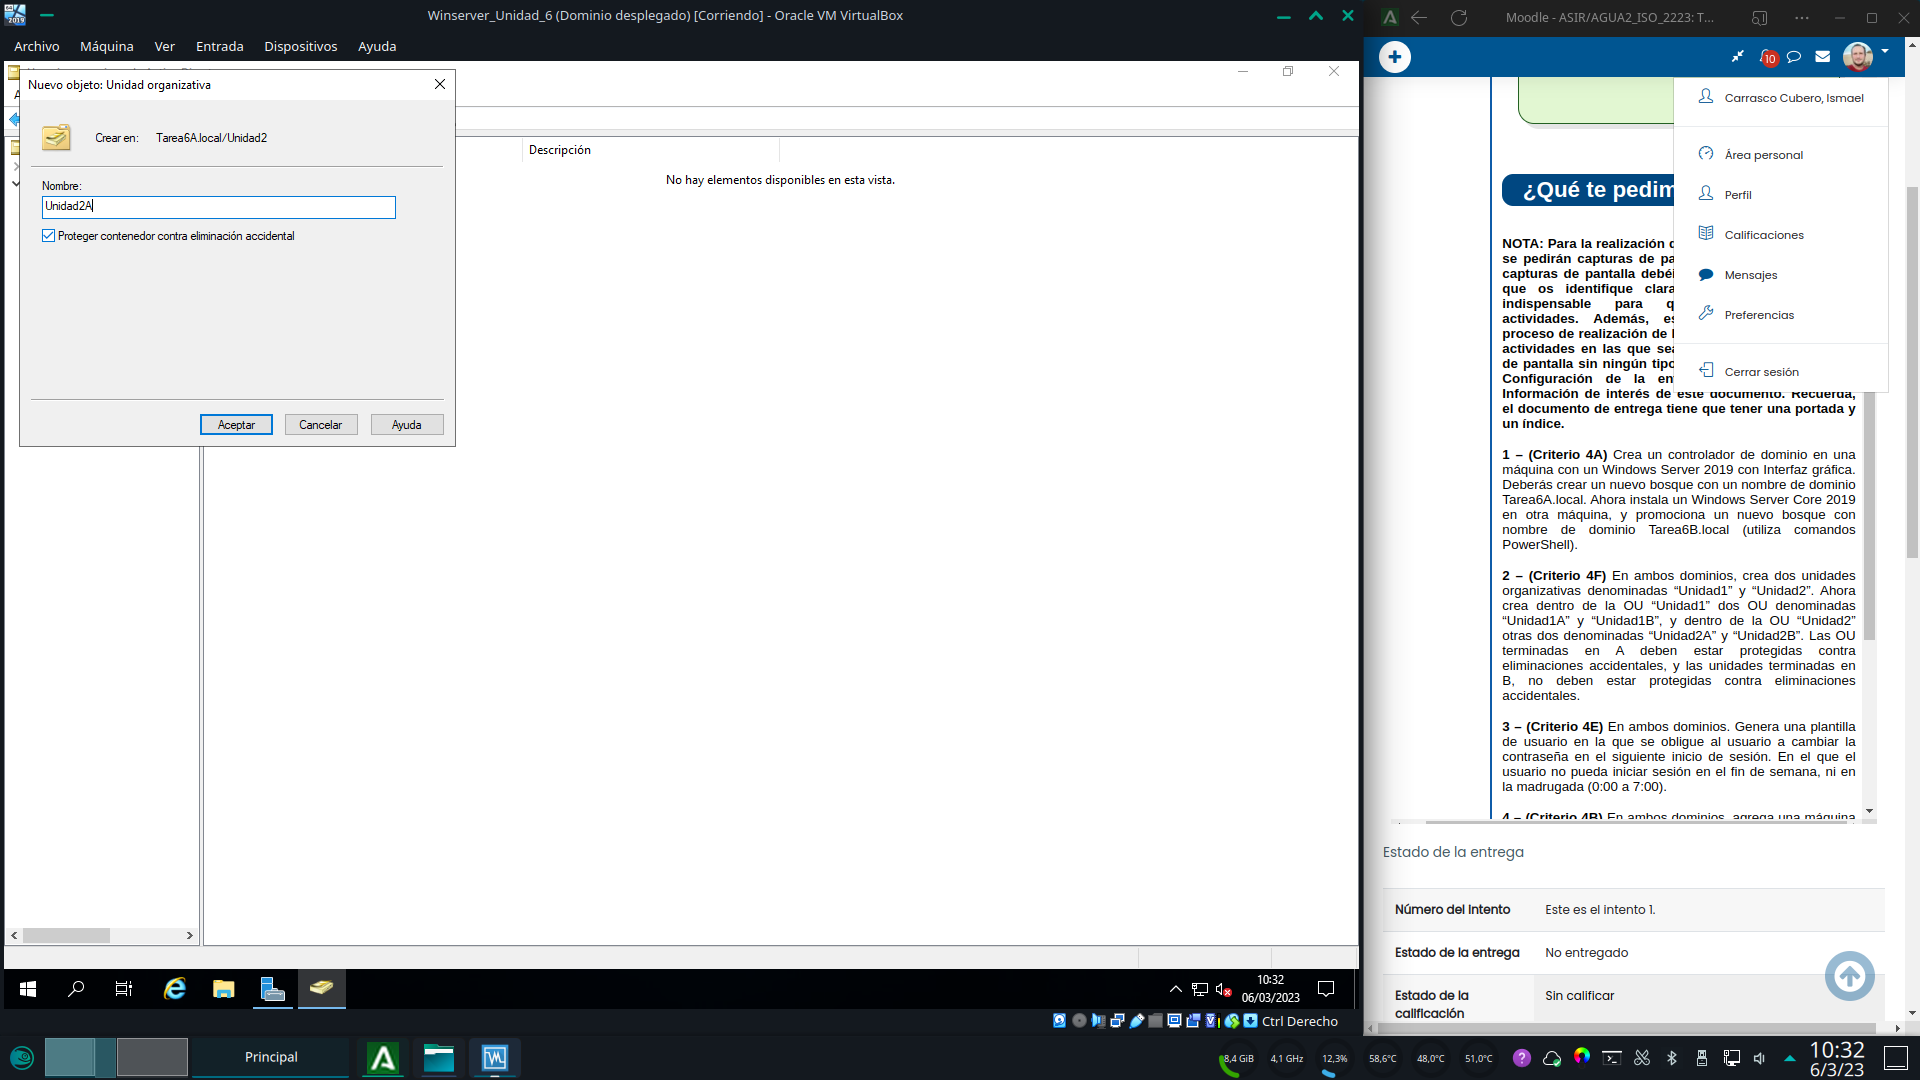 Winserver_Unidad_6 (Dominio desplegado) [Corriendo] - Oracle VM VirtualBox
Archivo Máquina Ver Entrada Dispositivos Ayuda
Nuevo objeto: Unidad organizativa
Crear en: Tarea6A.local/Unidad2
Nombre:
Unidad2A
Proteger contenedor contra eliminación accidental
Aceptar Cancelar Ayuda
Descripción
No hay elementos disponibles en esta vista.
10:32
06/03/2023
Ctrl Derecho
Moodle - ASIR/AGUA2_ISO_2223: T...
10
Carrasco Cubero, Ismael
Área personal
Perfil
Calificaciones
Mensajes
Preferencias
Cerrar sesión
¿Qué te pedim
NOTA: Para la realización
se pedirán capturas de
capturas de pantalla
que os identifique
indispensable para
actividades. Además,
proceso de realización de
actividades en las que
de pantalla sin ningún tipo
Configuración de la
Información de interés de este documento. Recuerda,
el documento de entrega tiene que tener una portada y
un índice.
1 – (Criterio 4A) Crea un controlador de dominio en una
máquina con un Windows Server 2019 con Interfaz gráfica.
Deberás crear un nuevo bosque con un nombre de dominio
Tarea6A.local. Ahora instala un Windows Server Core 2019
en otra máquina, y promociona un nuevo bosque con
nombre de dominio Tarea6B.local (utiliza comandos
PowerShell).
2 – (Criterio 4F) En ambos dominios, crea dos unidades
organizativas denominadas “Unidad1” y “Unidad2”. Ahora
crea dentro de la OU “Unidad1” dos OU denominadas
“Unidad1A” y “Unidad1B”, y dentro de la OU “Unidad2”
otras dos denominadas “Unidad2A” y “Unidad2B”. Las OU
terminadas en A deben estar protegidas contra
eliminaciones accidentales, y las unidades terminadas en
B, no deben estar protegidas contra eliminaciones
accidentales.
3 – (Criterio 4E) En ambos dominios. Genera una plantilla
de usuario en la que se obligue al usuario a cambiar la
contraseña en el siguiente inicio de sesión. En el que el
usuario no pueda iniciar sesión en el fin de semana, ni en
la madrugada (0:00 a 7:00).
4 – (Criterio 4B) En ambos dominios, agrega una máquina
Estado de la entrega
Número del intento Este es el intento 1.
Estado de la entrega No entregado
Estado de la calificación Sin calificar
Principal
8,4 GiB 4,1 GHz 12,3% 58,6°C 48,0°C 51,0°C
10:32
6/3/23